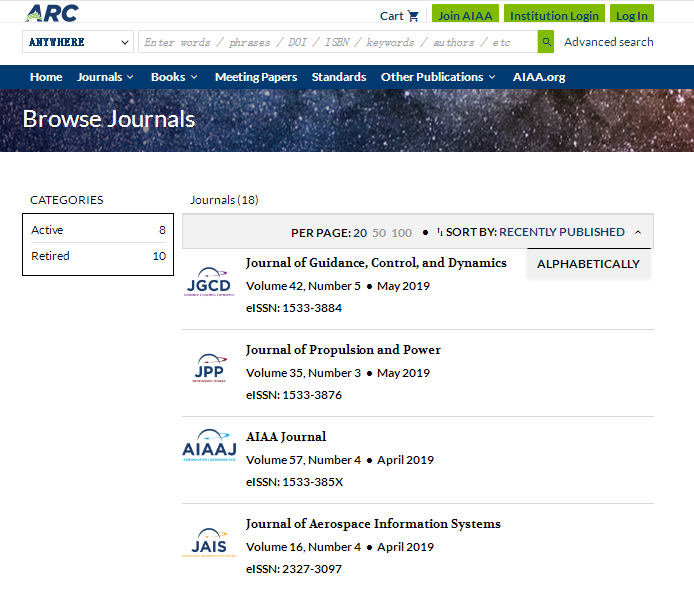 ARC
Cart Join AIAA Institution Login Log In
ANYWHERE Enter words / phrases / DOI / ISBN / keywords / authors / etc Advanced search
Home Journals Books Meeting Papers Standards Other Publications AIAA.org
Browse Journals
CATEGORIES
Active 8
Retired 10
Journals (18)
PER PAGE: 20 50 100 • SORT BY: RECENTLY PUBLISHED
ALPHABETICALLY
JGCD
Journal of Guidance, Control, and Dynamics
Volume 42, Number 5 • May 2019
eISSN: 1533-3884
JPP
Journal of Propulsion and Power
Volume 35, Number 3 • May 2019
eISSN: 1533-3876
AIAAJ
AIAA Journal
Volume 57, Number 4 • April 2019
eISSN: 1533-385X
JAIS
Journal of Aerospace Information Systems
Volume 16, Number 4 • April 2019
eISSN: 2327-3097